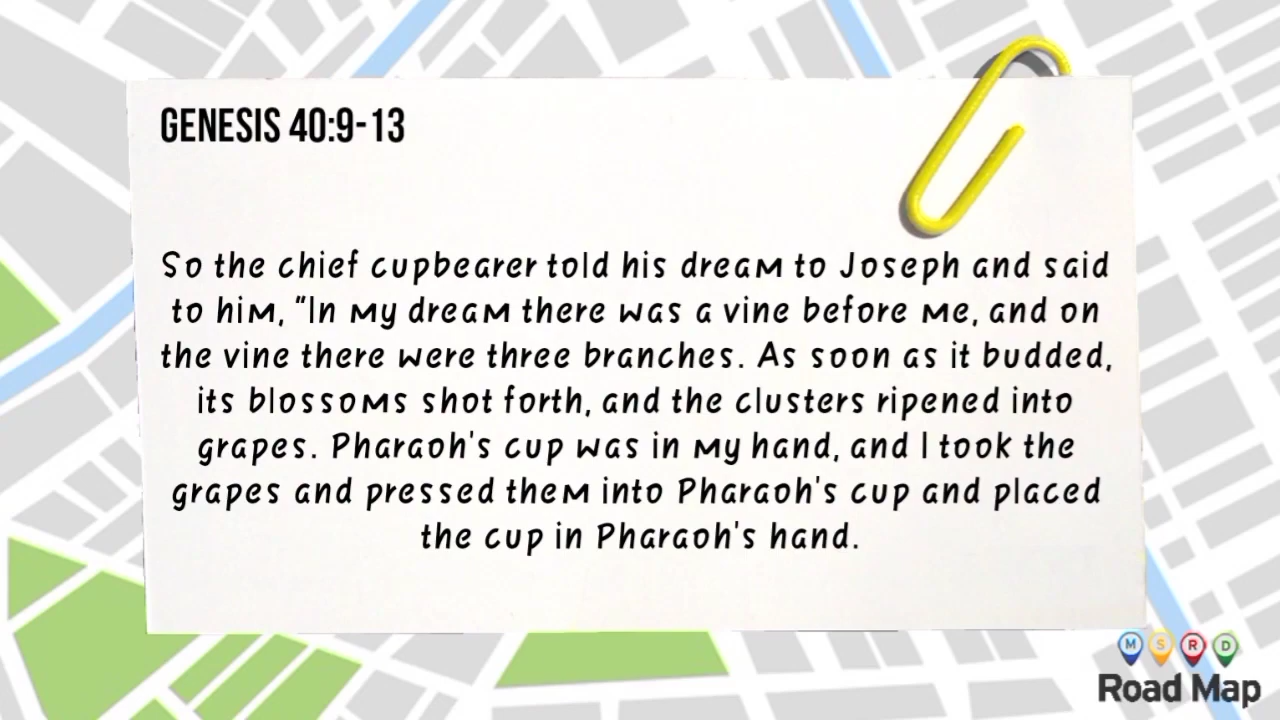 GENESIS 40:9-13
So the chief cupbearer told his dream to Joseph and said
to him, "In my dream there was a vine before me, and on
the vine there were three branches. As soon as it budded,
its blossoms shot forth, and the clusters ripened into
grapes. Pharaoh's cup was in my hand, and I took the
grapes and pressed them into Pharaoh's cup and placed
the cup in Pharaoh's hand.
M S R D
Road Map